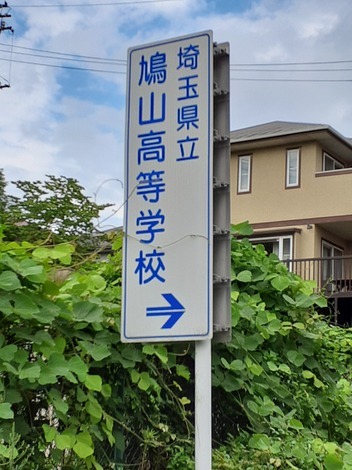 埼玉県立
鳩山高等学校
→